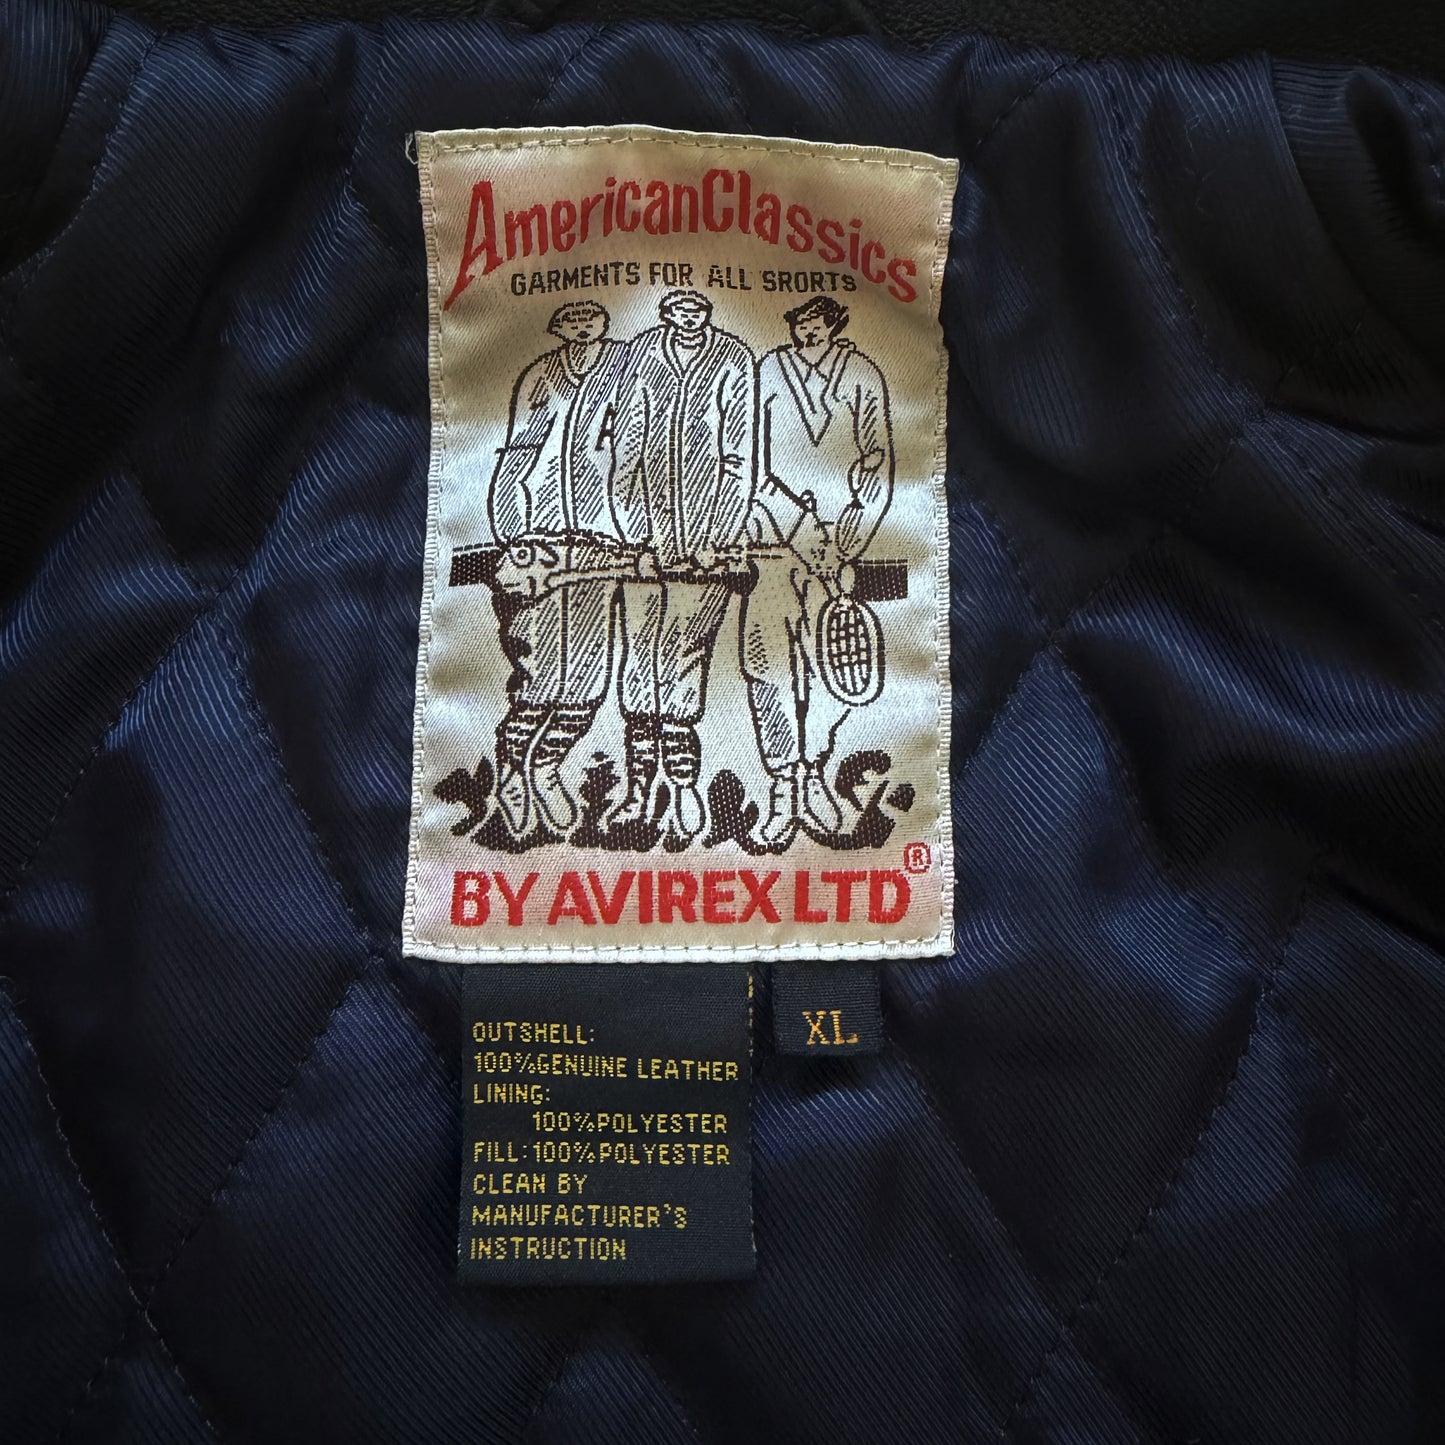 AmericanClassics
GARMENTS FOR ALL SRORTS
BY AVIREX LTD®
OUTSHELL:
100%GENUINE LEATHER
LINING:
100%POLYESTER
FILL:100%POLYESTER
CLEAN BY
MANUFACTURER'S
INSTRUCTION
XL